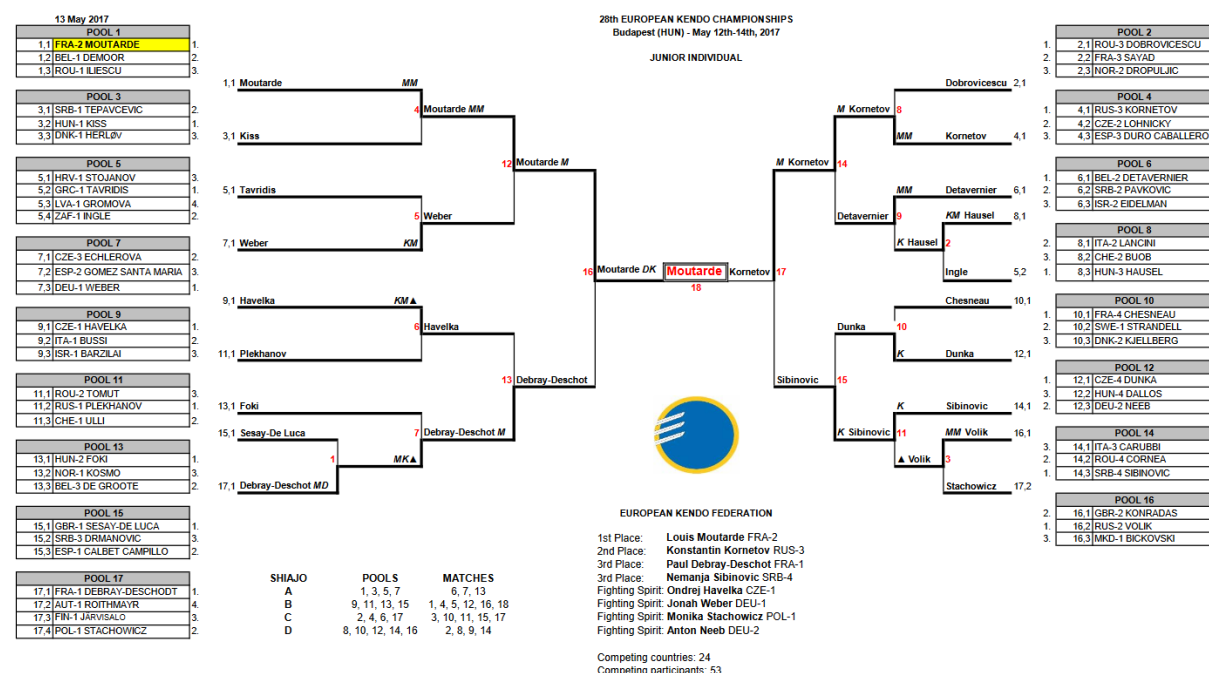 13 May 2017
28th EUROPEAN KENDO CHAMPIONSHIPS
Budapest (HUN) - May 12th-14th, 2017
JUNIOR INDIVIDUAL
POOL 1
1,1 FRA-2 MOUTARDE 1.
1,2 BEL-1 DEMOOR 2.
1,3 ROU-1 ILIESCU 3.
POOL 3
3,1 SRB-1 TEPAVCEVIC 2.
3,2 HUN-1 KISS 1.
3,3 DNK-1 HERLØV 3.
POOL 5
5,1 HRV-1 STOJANOV 3.
5,2 GRC-1 TAVRIDIS 1.
5,3 LVA-1 GROMOVA 4.
5,4 ZAF-1 INGLE 2.
POOL 7
7,1 CZE-3 ECHLEROVA 2.
7,2 ESP-2 GOMEZ SANTA MARIA 3.
7,3 DEU-1 WEBER 1.
POOL 9
9,1 CZE-1 HAVELKA 1.
9,2 ITA-1 BUSSI 2.
9,3 ISR-1 BARZILAI 3.
POOL 11
11,1 ROU-2 TOMUT 3.
11,2 RUS-1 PLEKHANOV 1.
11,3 CHE-1 ULLI 2.
POOL 13
13,1 HUN-2 FOKI 1.
13,2 NOR-1 KOSMO 3.
13,3 BEL-3 DE GROOTE 2.
POOL 15
15,1 GBR-1 SESAY-DE LUCA 1.
15,2 SRB-3 DRMANOVIC 3.
15,3 ESP-1 CALBET CAMPILLO 2.
POOL 17
17,1 FRA-1 DEBRAY-DESCHODT 1.
17,2 AUT-1 ROITHMAYR 4.
17,3 FIN-1 JÄRVISALO 3.
17,4 POL-1 STACHOWICZ 2.
1,1 Moutarde MM
4 Moutarde MM
3,1 Kiss
12 Moutarde M
5,1 Tavridis
5 Weber
7,1 Weber KM
16 Moutarde DK
9,1 Havelka KM▲
6 Havelka
11,1 Plekhanov
13 Debray-Deschot
13,1 Foki
15,1 Sesay-De Luca
7 Debray-Deschot M
1 MK▲
17,1 Debray-Deschot MD
Moutarde
18
Dobrovicescu 2,1
M Kornetov 8
MM Kornetov 4,1
M Kornetov 14
MM Detavernier 6,1
Detavernier 9
KM Hausel 8,1
K Hausel 2
Ingle 5,2
Kornetov 17
Chesneau 10,1
Dunka 10
K Dunka 12,1
Sibinovic 15
K Sibinovic 14,1
K Sibinovic 11
MM Volik 16,1
▲ Volik 3
Stachowicz 17,2
POOL 2
1. 2,1 ROU-3 DOBROVICESCU
2. 2,2 FRA-3 SAYAD
3. 2,3 NOR-2 DROPULJIC
POOL 4
1. 4,1 RUS-3 KORNETOV
2. 4,2 CZE-2 LOHNICKY
3. 4,3 ESP-3 DURO CABALLERO
POOL 6
1. 6,1 BEL-2 DETAVERNIER
2. 6,2 SRB-2 PAVKOVIC
3. 6,3 ISR-2 EIDELMAN
POOL 8
2. 8,1 ITA-2 LANCINI
3. 8,2 CHE-2 BUOB
1. 8,3 HUN-3 HAUSEL
POOL 10
1. 10,1 FRA-4 CHESNEAU
2. 10,2 SWE-1 STRANDELL
3. 10,3 DNK-2 KJELLBERG
POOL 12
1. 12,1 CZE-4 DUNKA
3. 12,2 HUN-4 DALLOS
2. 12,3 DEU-2 NEEB
POOL 14
3. 14,1 ITA-3 CARUBBI
2. 14,2 ROU-4 CORNEA
1. 14,3 SRB-4 SIBINOVIC
POOL 16
2. 16,1 GBR-2 KONRADAS
1. 16,2 RUS-2 VOLIK
3. 16,3 MKD-1 BICKOVSKI
SHIAJO POOLS MATCHES
A 1, 3, 5, 7 6, 7, 13
B 9, 11, 13, 15 1, 4, 5, 12, 16, 18
C 2, 4, 6, 17 3, 10, 11, 15, 17
D 8, 10, 12, 14, 16 2, 8, 9, 14
EUROPEAN KENDO FEDERATION
1st Place: Louis Moutarde FRA-2
2nd Place: Konstantin Kornetov RUS-3
3rd Place: Paul Debray-Deschot FRA-1
3rd Place: Nemanja Sibinovic SRB-4
Fighting Spirit: Ondrej Havelka CZE-1
Fighting Spirit: Jonah Weber DEU-1
Fighting Spirit: Monika Stachowicz POL-1
Fighting Spirit: Anton Neeb DEU-2
Competing countries: 24
Competing participants: 53